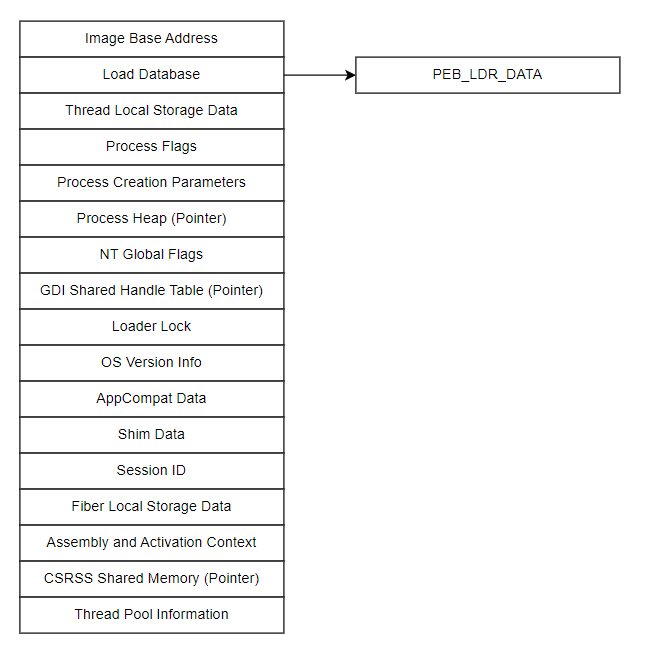 Image Base Address
Load Database
PEB_LDR_DATA
Thread Local Storage Data
Process Flags
Process Creation Parameters
Process Heap (Pointer)
NT Global Flags
GDI Shared Handle Table (Pointer)
Loader Lock
OS Version Info
AppCompat Data
Shim Data
Session ID
Fiber Local Storage Data
Assembly and Activation Context
CSRSS Shared Memory (Pointer)
Thread Pool Information